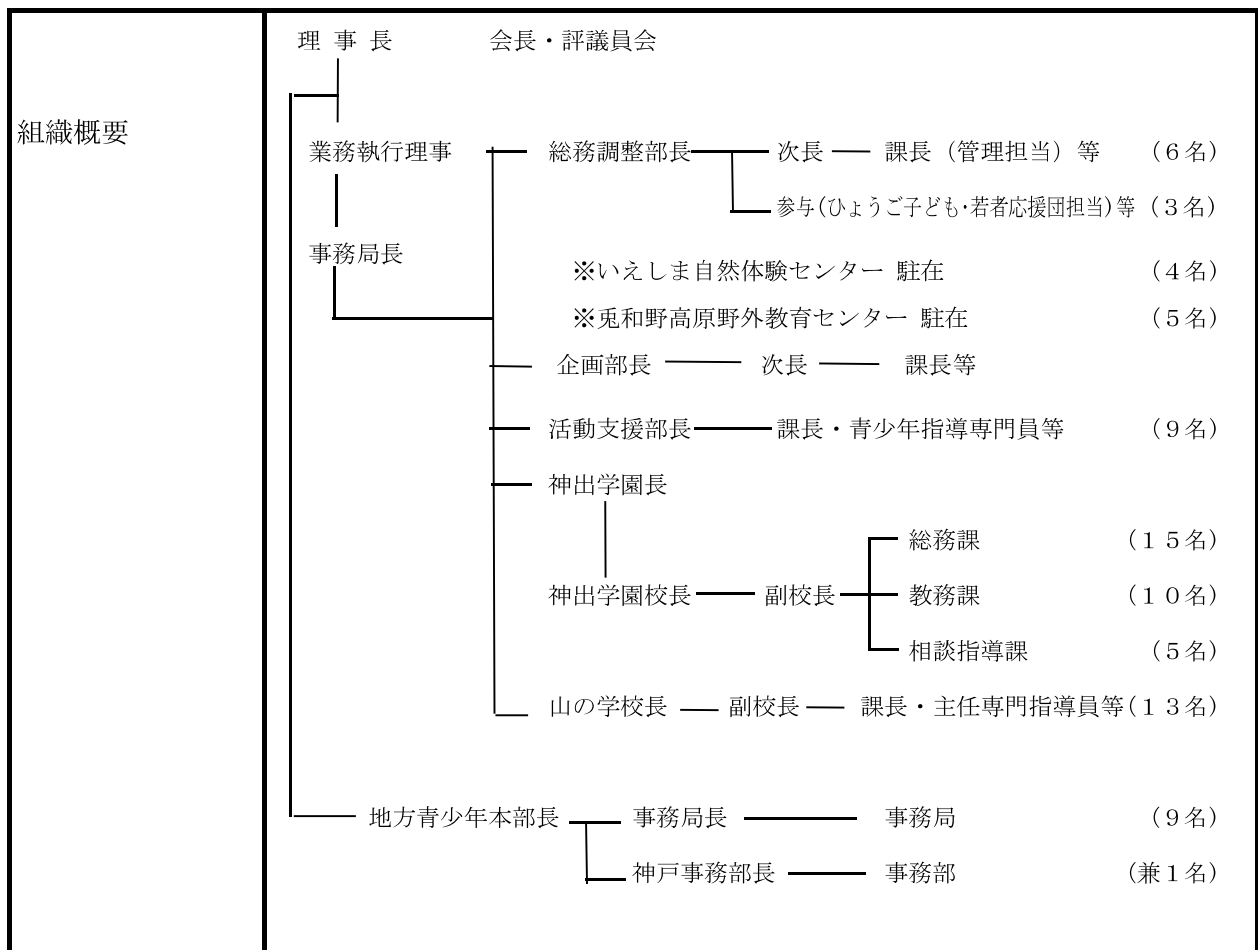 組織概要
理 事 長 会長・評議員会
業務執行理事 総務調整部長 次長 課長（管理担当）等 （６名）
参与（ひょうご子ども・若者応援団担当）等 （３名）
事務局長
※いえしま自然体験センター 駐在 （４名）
※兎和野高原野外教育センター 駐在 （５名）
企画部長 次長 課長等
活動支援部長 課長・青少年指導専門員等 （９名）
神出学園長
総務課 （１５名）
神出学園校長 副校長 教務課 （１０名）
相談指導課 （５名）
山の学校長 副校長 課長・主任専門指導員等（１３名）
地方青少年本部長 事務局長 事務局 （９名）
神戸事務部長 事務部 （兼１名）